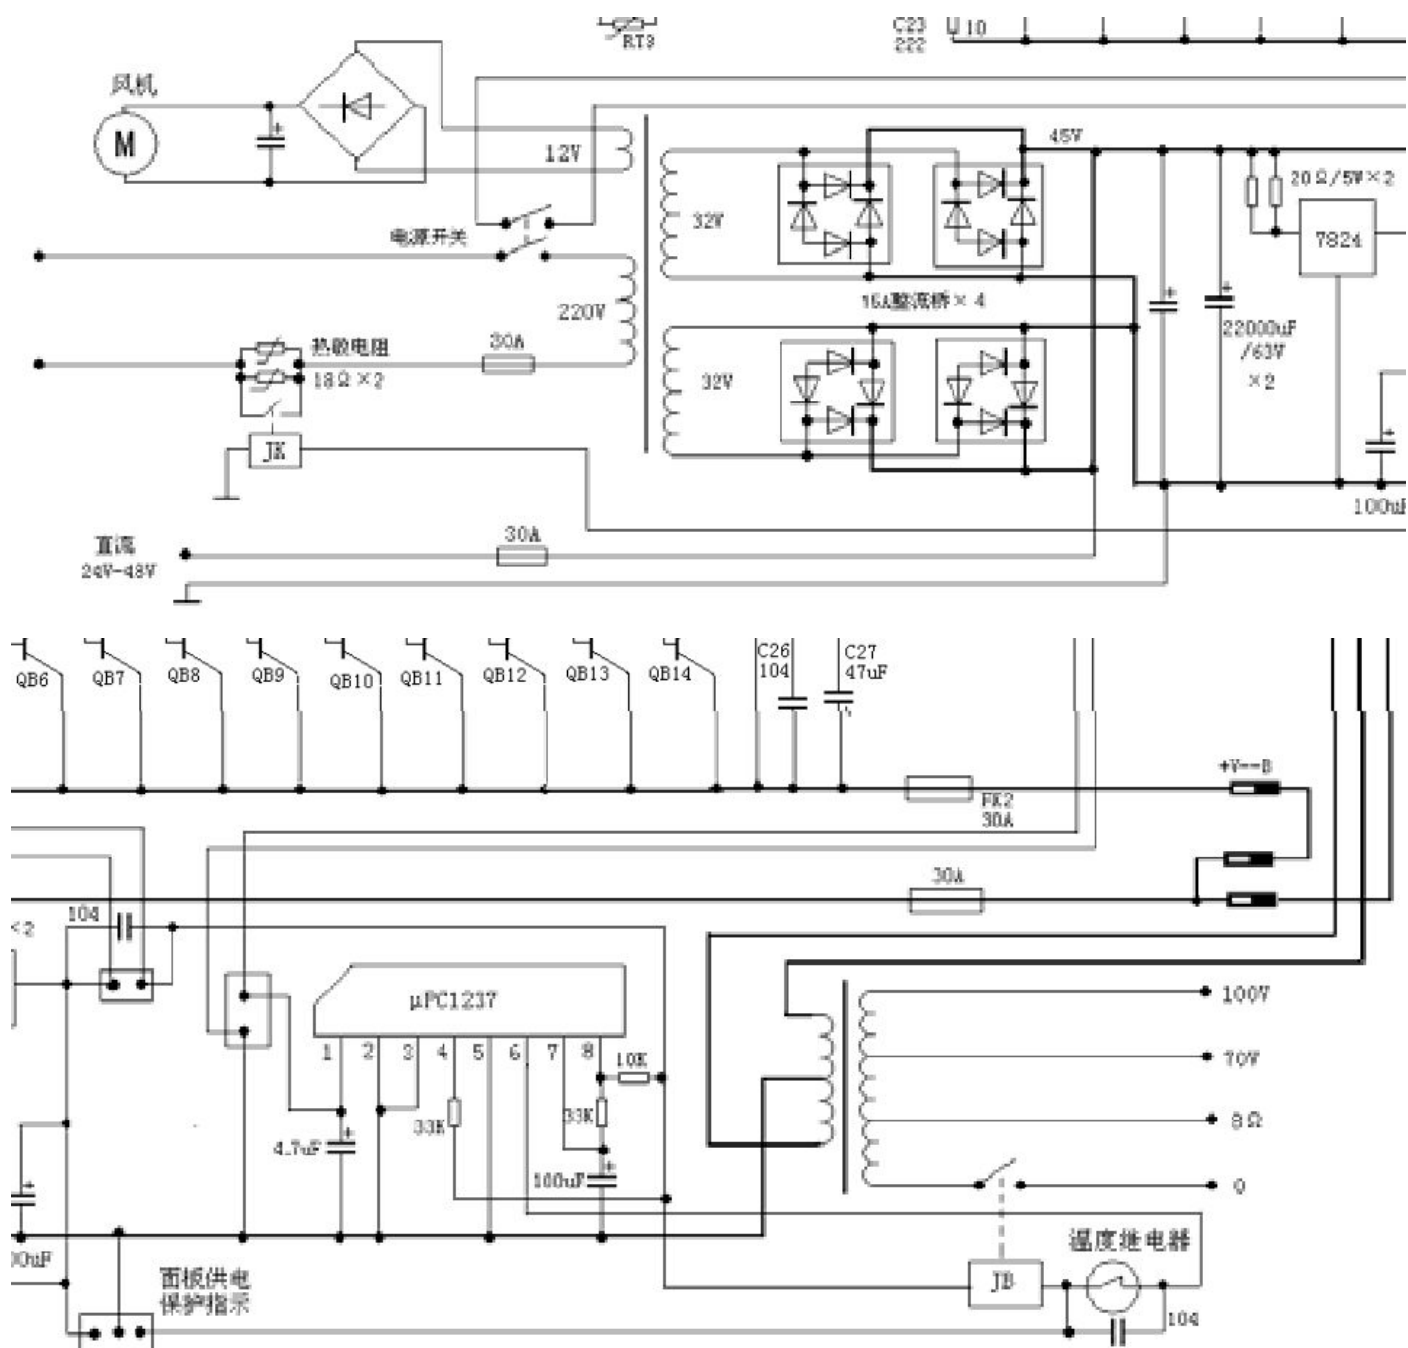 RT3
C23
222
10
风机
M
12V
45V
20Ω/5W×2
7824
32V
电源开关
220V
16A整流桥×4
22000uF
/63V
×2
热敏电阻
18Ω×2
30A
32V
JK
100uF
直流
24V-48V
30A
QB6
QB7
QB8
QB9
QB10
QB11
QB12
QB13
QB14
C26
104
C27
47uF
+V--B
FK2
30A
30A
104
×2
μPC1237
1
2
3
4
5
6
7
8
10K
33K
33K
4.7uF
100uF
100V
70V
8Ω
0
00uF
面板供电
保护指示
温度继电器
JB
104